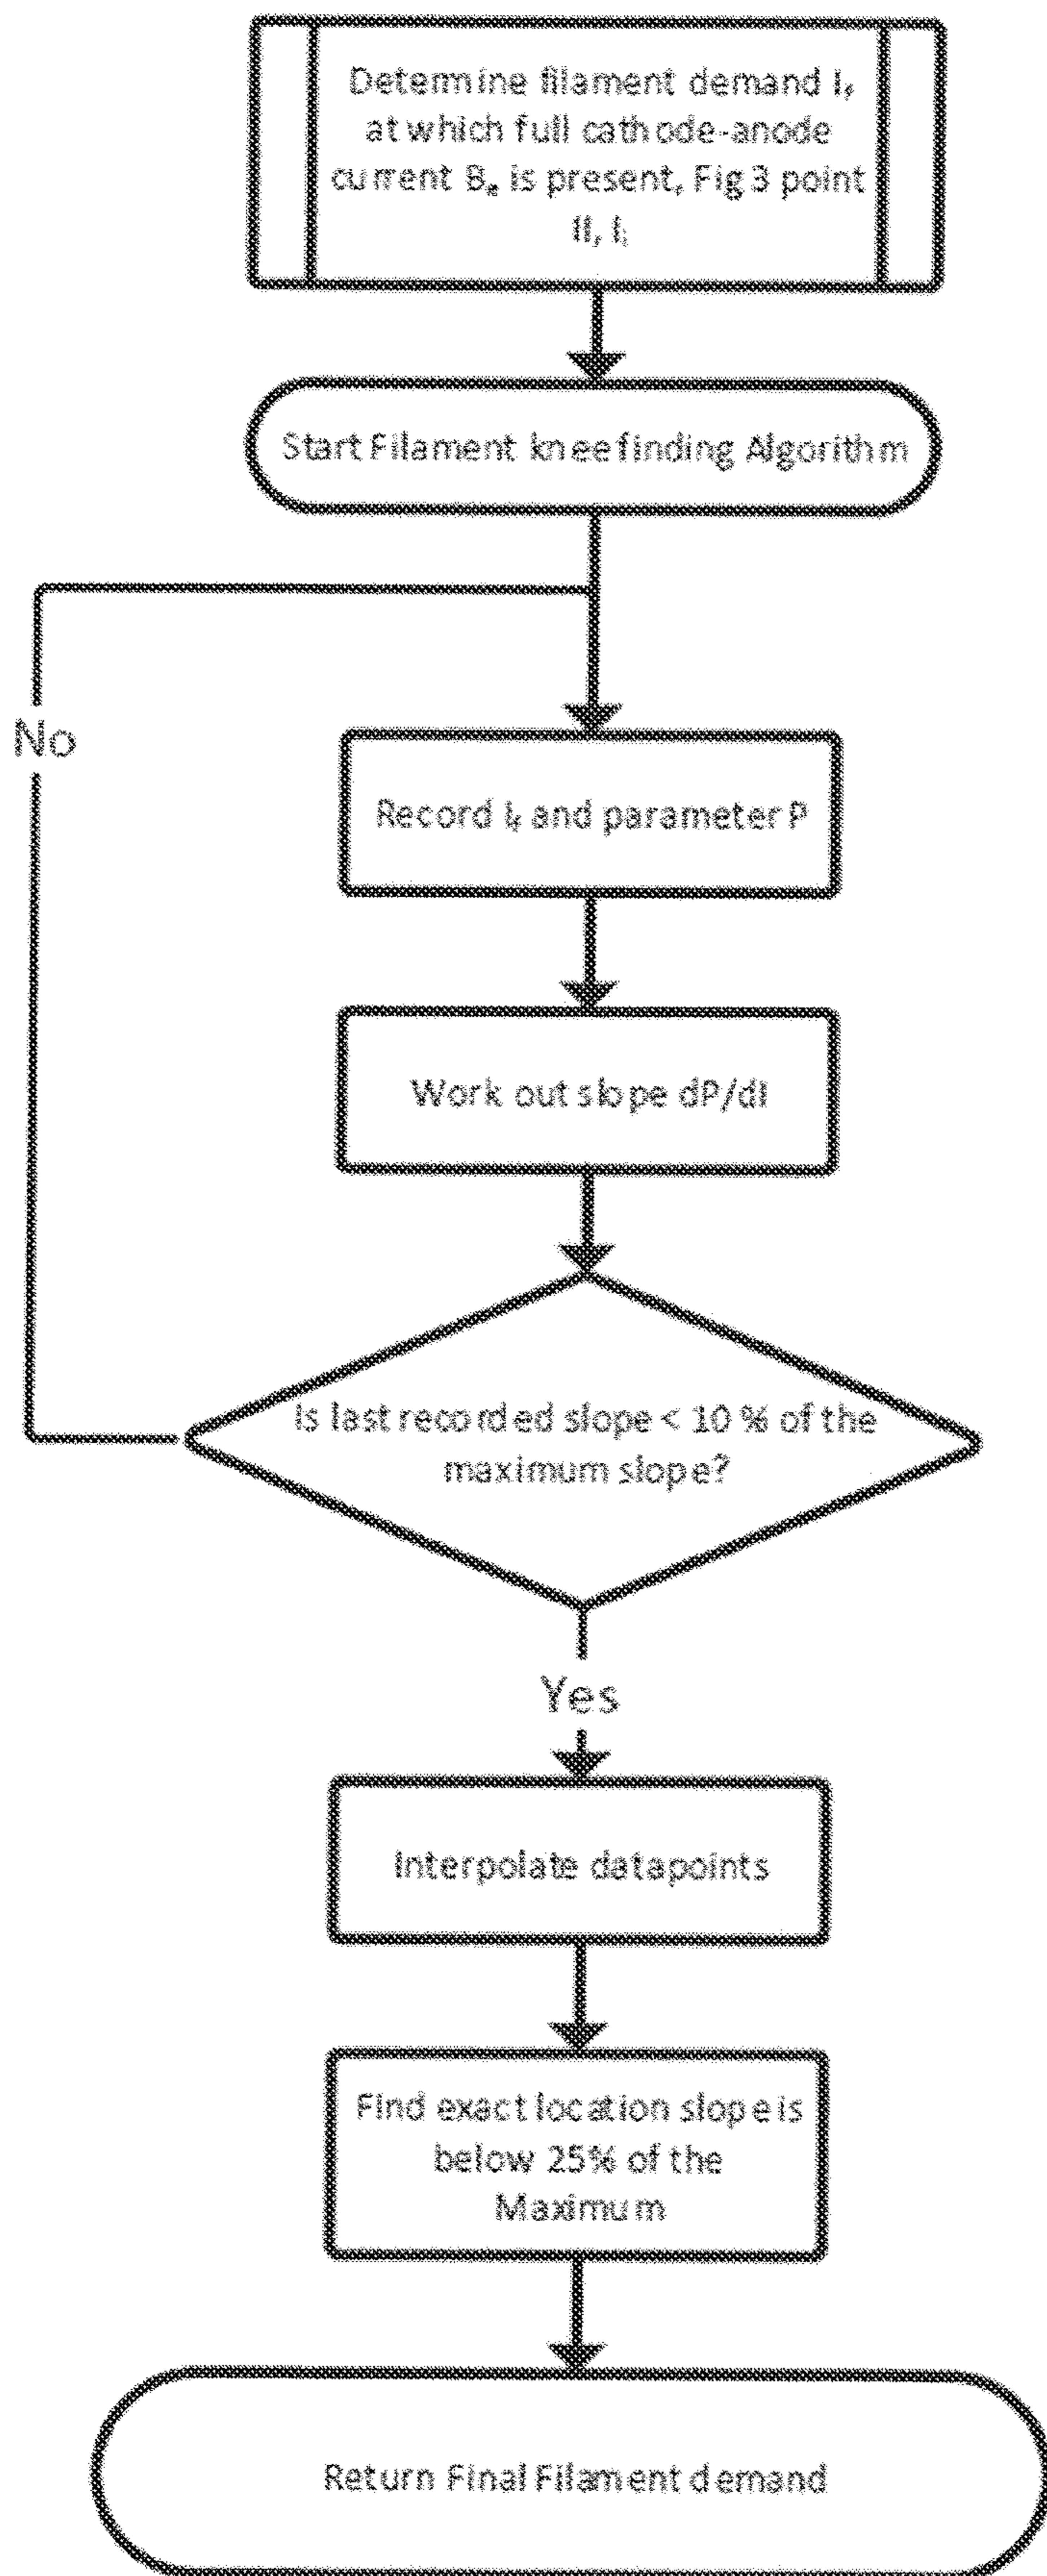 Determine filament demand If,
at which full cathode-anode
current Be is present, Fig 3 point
II, Ii
Start Filament knee finding Algorithm
No
Record If and parameter P
Work out slope dP/dI
Is last recorded slope < 10 % of the
maximum slope?
Yes
Interpolate datapoints
Find exact location slope is
below 25% of the
Maximum
Return Final Filament demand